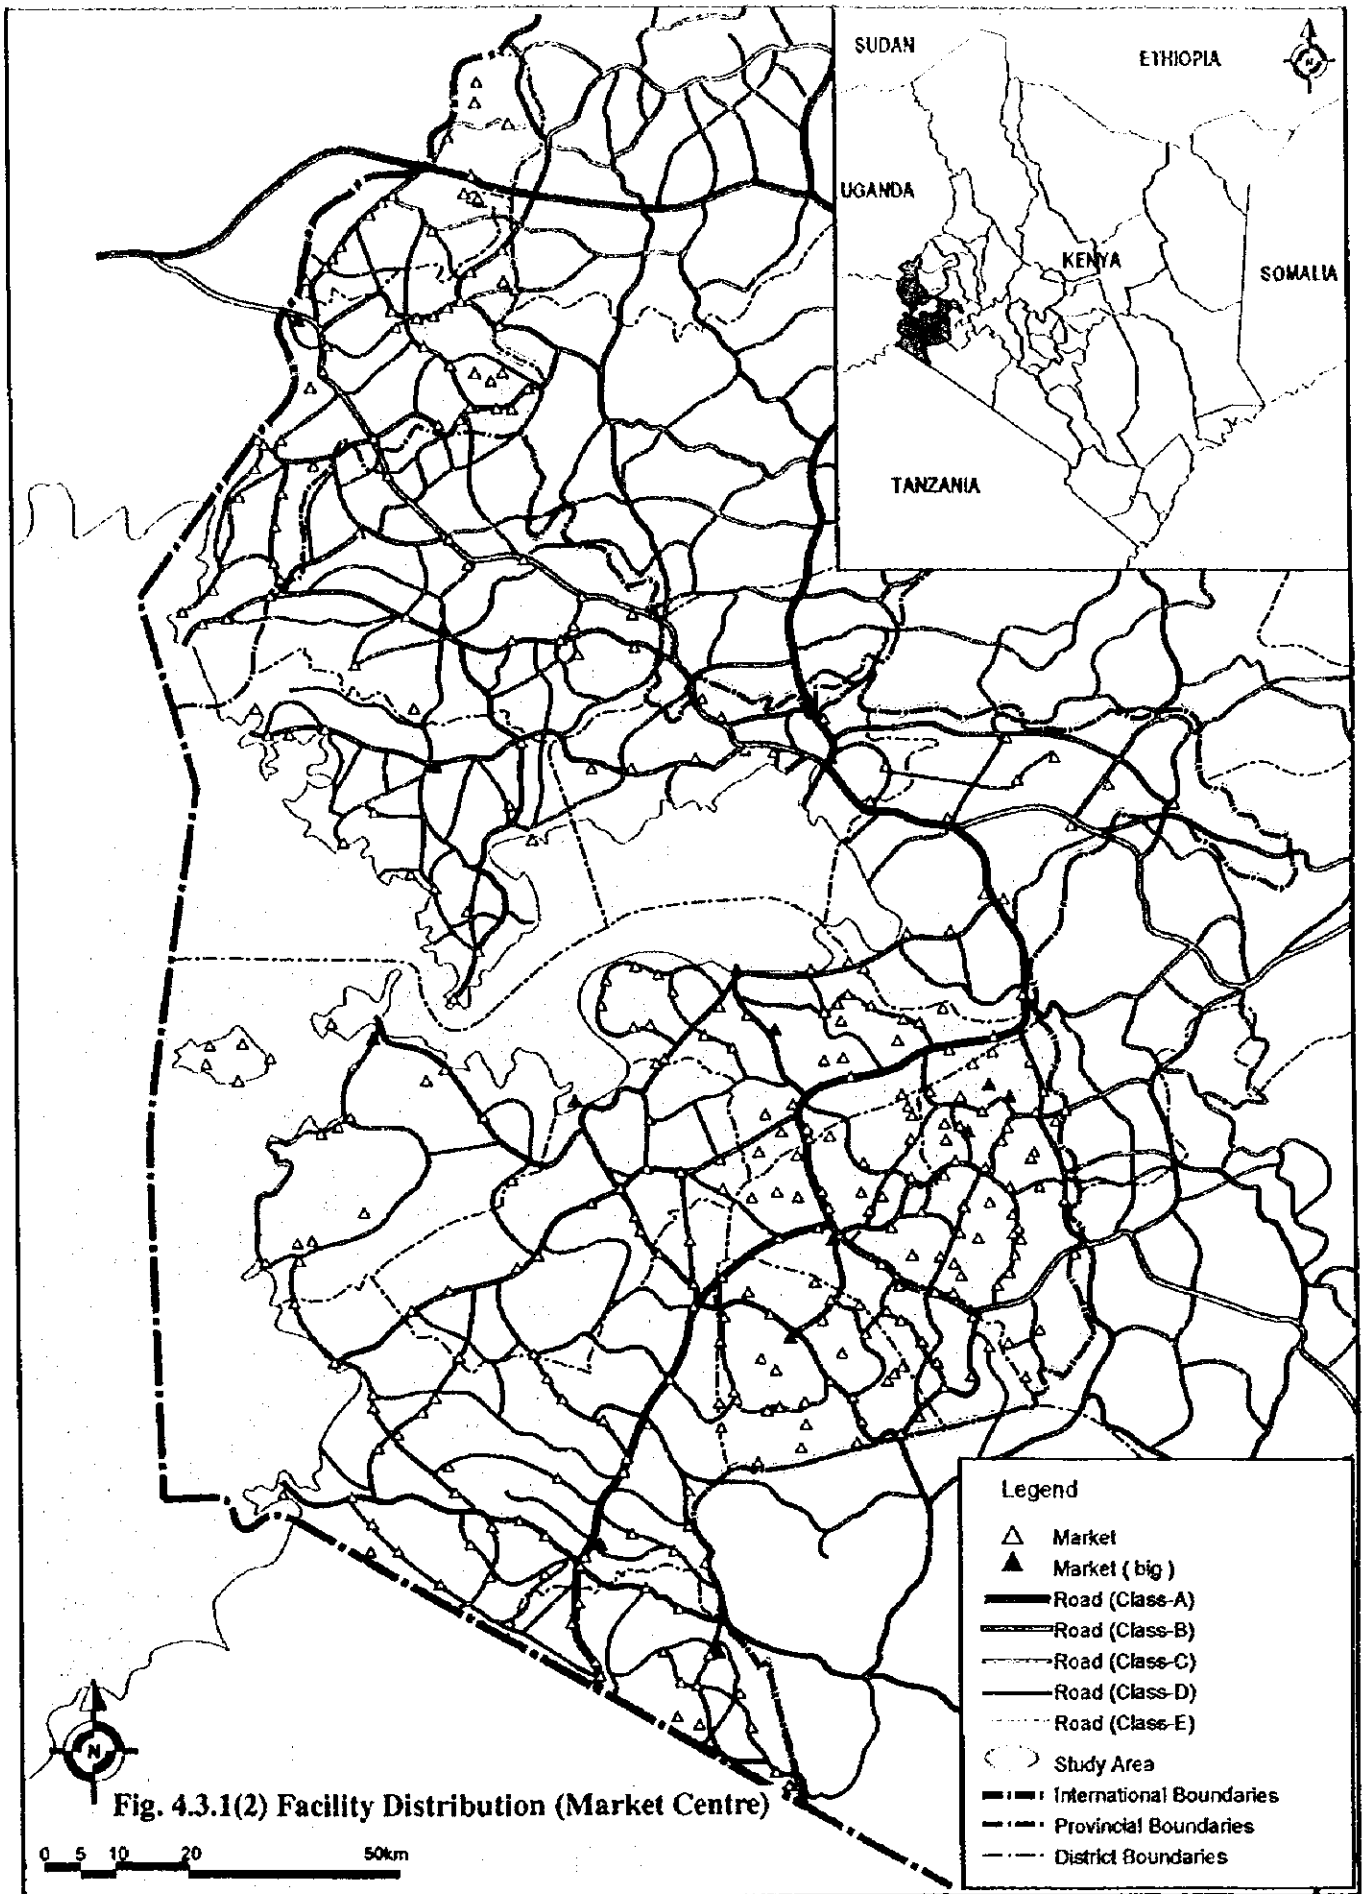 SUDAN
ETHIOPIA
N
UGANDA
KENYA
SOMALIA
TANZANIA
Legend
Market
Market ( big )
Road (Class-A)
Road (Class-B)
Road (Class-C)
Road (Class-D)
Road (Class-E)
Study Area
International Boundaries
Provincial Boundaries
District Boundaries
N
Fig. 4.3.1(2) Facility Distribution (Market Centre)
0 5 10 20 50km